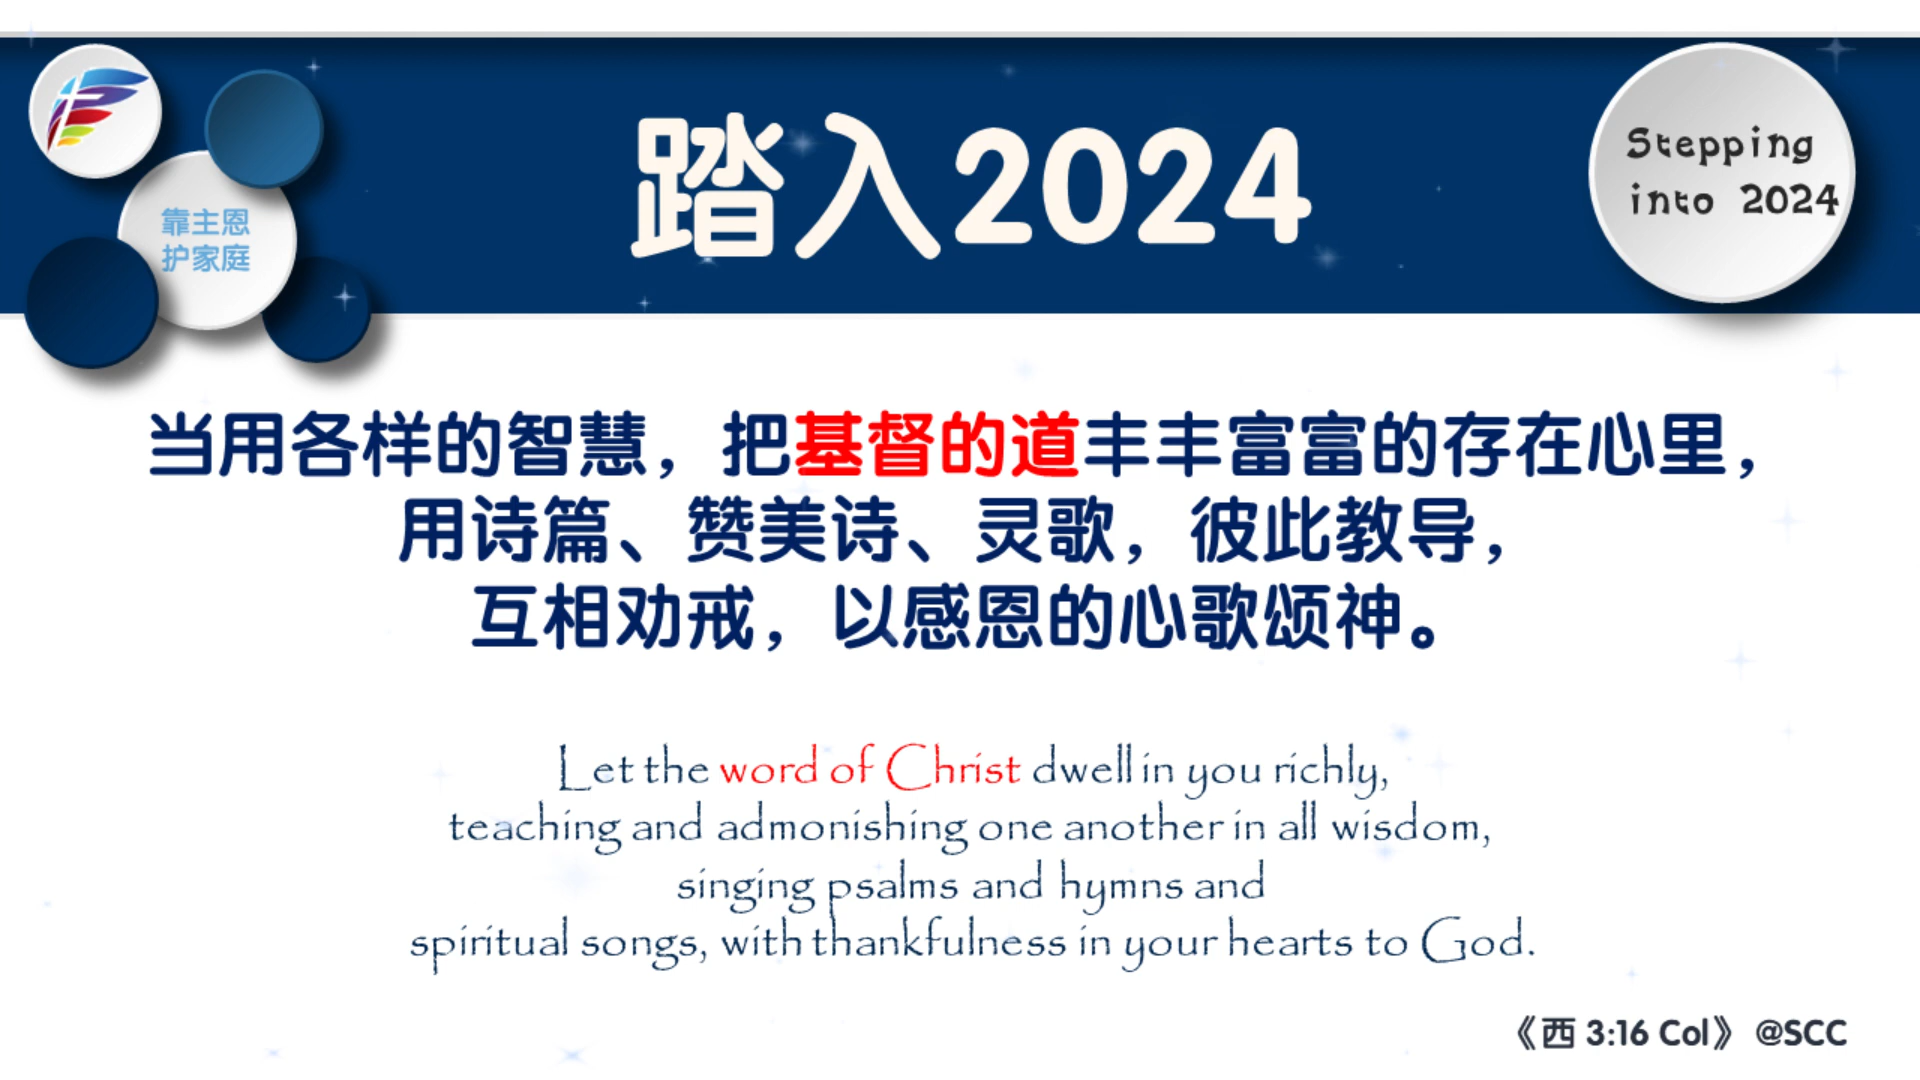 靠主恩
护家庭
踏入2024
Stepping
into 2024
当用各样的智慧，把基督的道丰丰富富的存在心里，
用诗篇、赞美诗、灵歌，彼此教导，
互相劝戒，以感恩的心歌颂神。
Let the word of Christ dwell in you richly,
teaching and admonishing one another in all wisdom,
singing psalms and hymns and
spiritual songs, with thankfulness in your hearts to God.
《西 3:16 Col》 @SCC